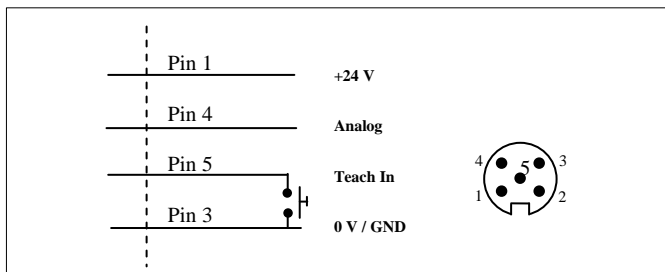 Pin 1
+24 V
Pin 4
Analog
Pin 5
Teach In
Pin 3
0 V / GND
4 3
5
1 2